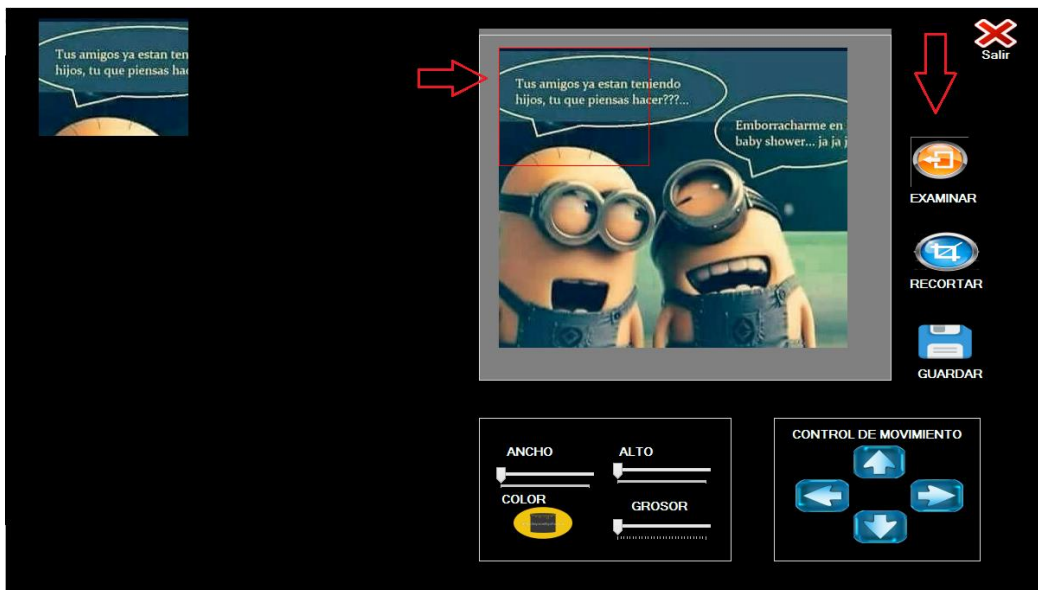 Tus amigos ya estan ten
hijos, tu que piensas hac
Tus amigos ya estan teniendo
hijos, tu que piensas hacer???...
Emborracharme en
baby shower... ja ja j
Salir
EXAMINAR
RECORTAR
GUARDAR
ANCHO
ALTO
COLOR
GROSOR
CONTROL DE MOVIMIENTO